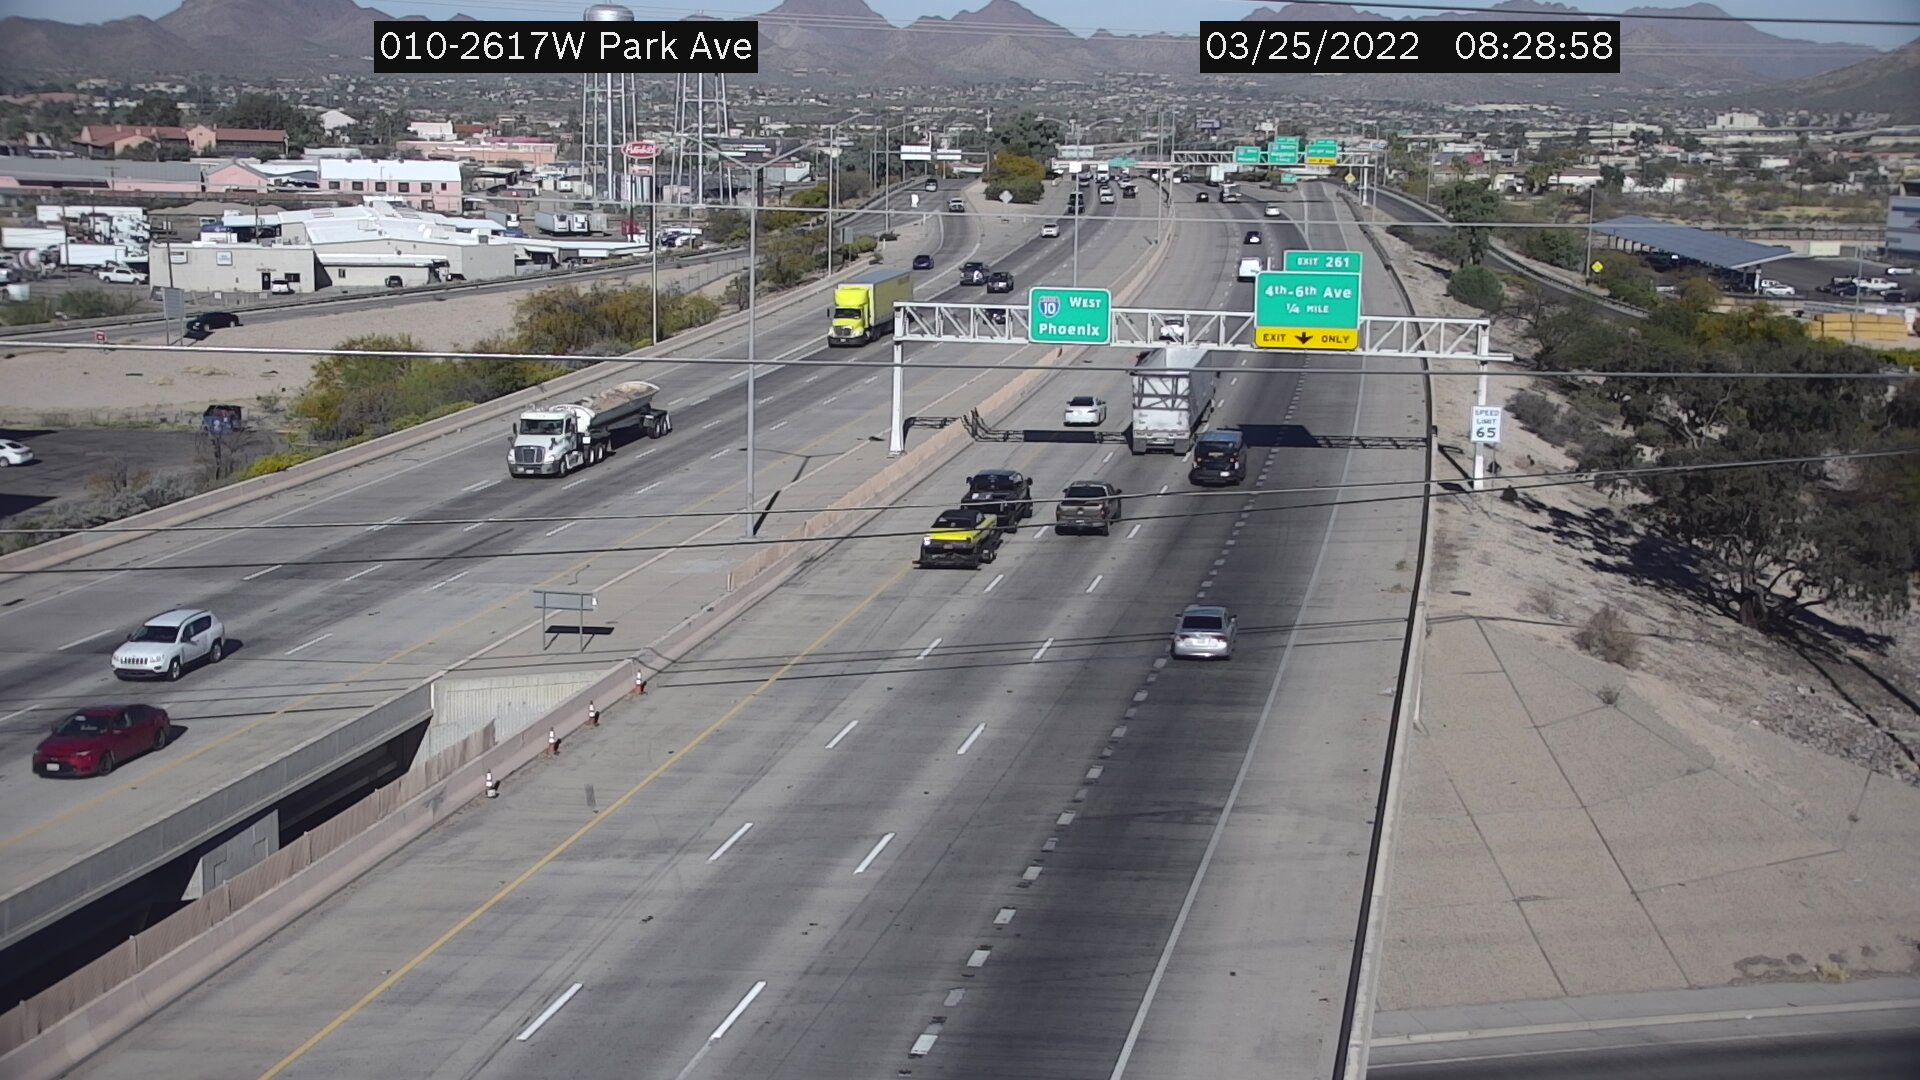 010-2617W Park Ave
03/25/2022 08:28:58
EXIT 261
4th-6th Ave
1/4 MILE
EXIT ONLY
10 WEST
Phoenix
SPEED
LIMIT
65